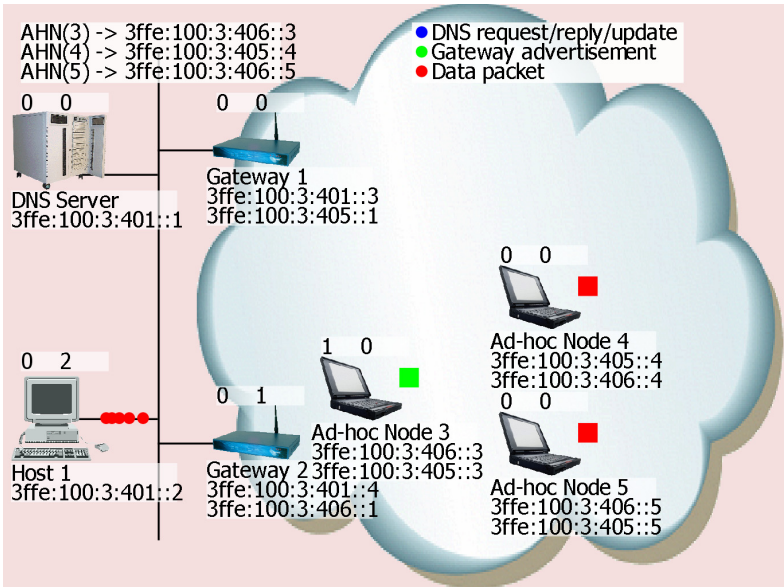 AHN(3) -> 3ffe:100:3:406::3
AHN(4) -> 3ffe:100:3:405::4
AHN(5) -> 3ffe:100:3:406::5
DNS request/reply/update
Gateway advertisement
Data packet
0 0
DNS Server
3ffe:100:3:401::1
0 0
Gateway 1
3ffe:100:3:401::3
3ffe:100:3:405::1
0 0
Ad-hoc Node 4
3ffe:100:3:405::4
3ffe:100:3:406::4
0 2
Host 1
3ffe:100:3:401::2
0 1
Gateway 2
3ffe:100:3:401::4
3ffe:100:3:406::1
1 0
Ad-hoc Node 3
3ffe:100:3:406::3
3ffe:100:3:405::3
0 0
Ad-hoc Node 5
3ffe:100:3:406::5
3ffe:100:3:405::5